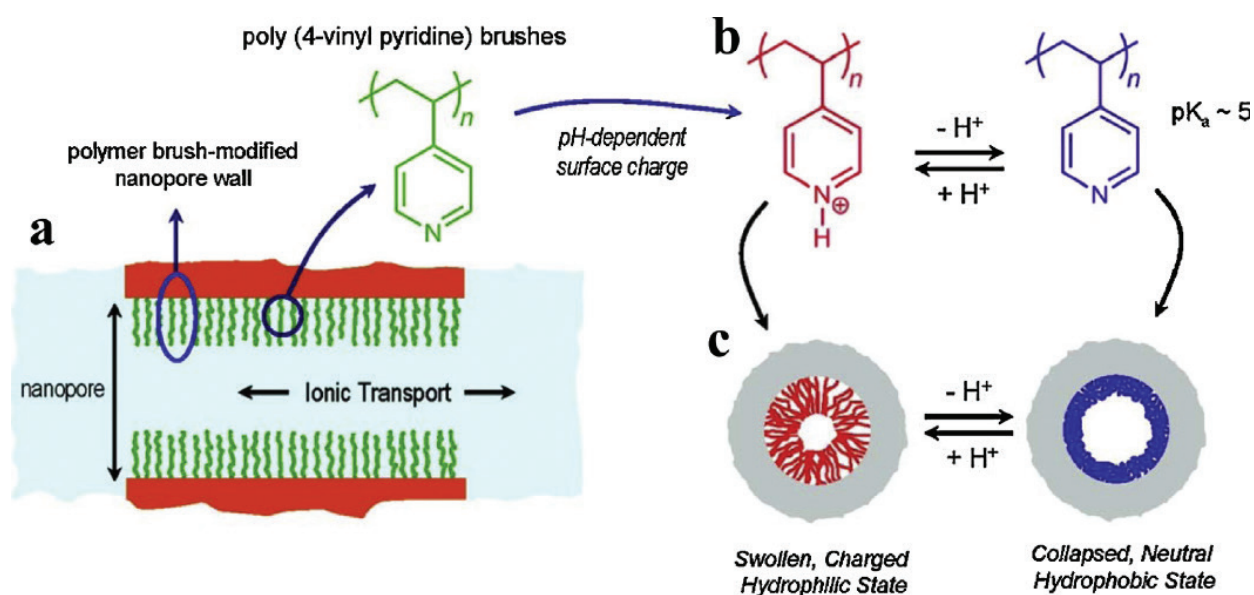 poly (4-vinyl pyridine) brushes
n
N
polymer brush-modified
nanopore wall
pH-dependent
surface charge
a
nanopore
Ionic Transport
b
n
N
⊕
H
- H⁺
+ H⁺
n
N
pKₐ ~ 5
c
- H⁺
+ H⁺
Swollen, Charged
Hydrophilic State
Collapsed, Neutral
Hydrophobic State